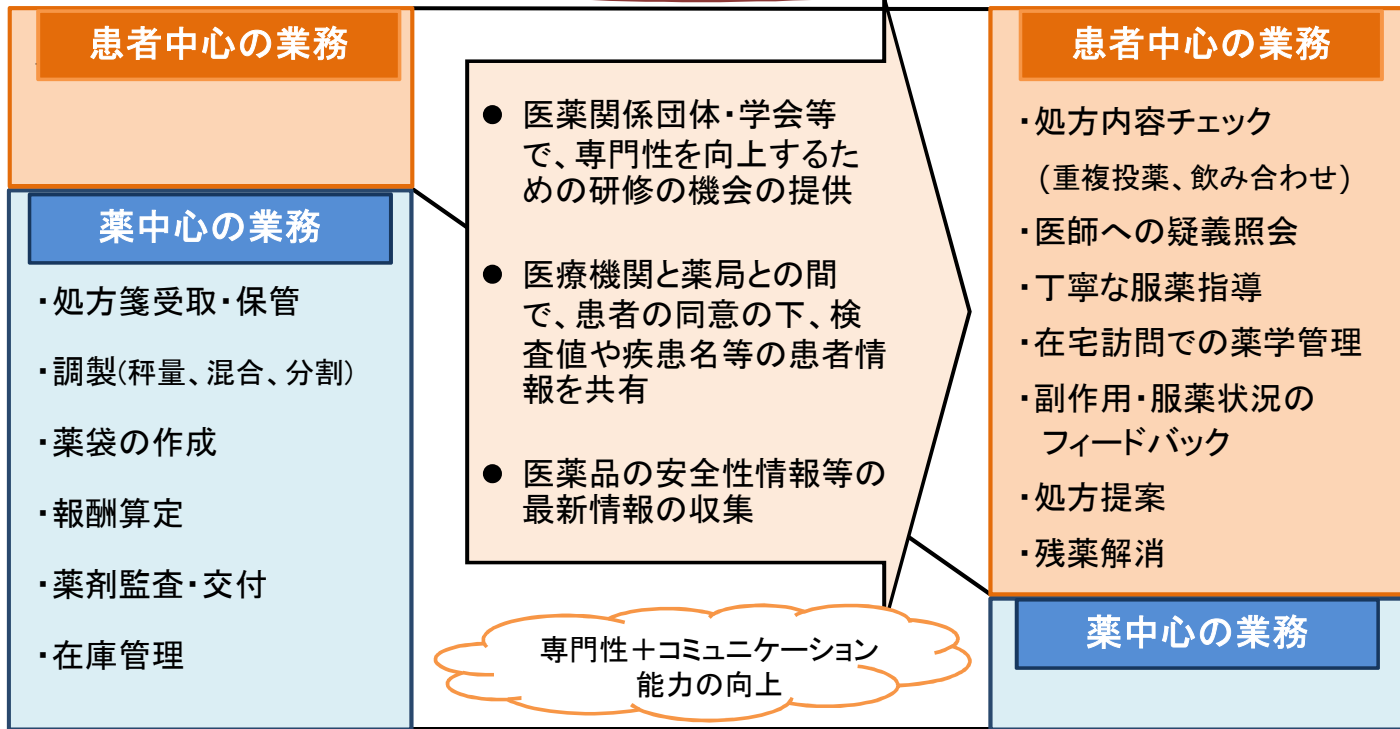 患者中心の業務
薬中心の業務
・処方箋受取・保管
・調製(秤量、混合、分割)
・薬袋の作成
・報酬算定
・薬剤監査・交付
・在庫管理
● 医薬関係団体・学会等
で、専門性を向上するた
めの研修の機会の提供
● 医療機関と薬局との間
で、患者の同意の下、検
査値や疾患名等の患者情
報を共有
● 医薬品の安全性情報等の
最新情報の収集
専門性＋コミュニケーション
能力の向上
患者中心の業務
・処方内容チェック
(重複投薬、飲み合わせ)
・医師への疑義照会
・丁寧な服薬指導
・在宅訪問での薬学管理
・副作用・服薬状況の
フィードバック
・処方提案
・残薬解消
薬中心の業務